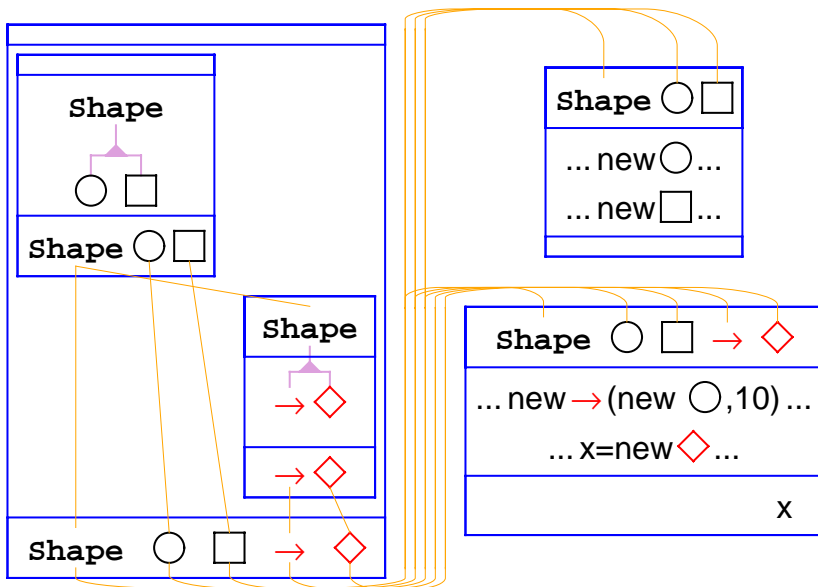 Shape
Shape
Shape
→
→
Shape →
Shape
... new ...
... new ...
Shape →
... new → (new ,10) ...
... x=new ...
x